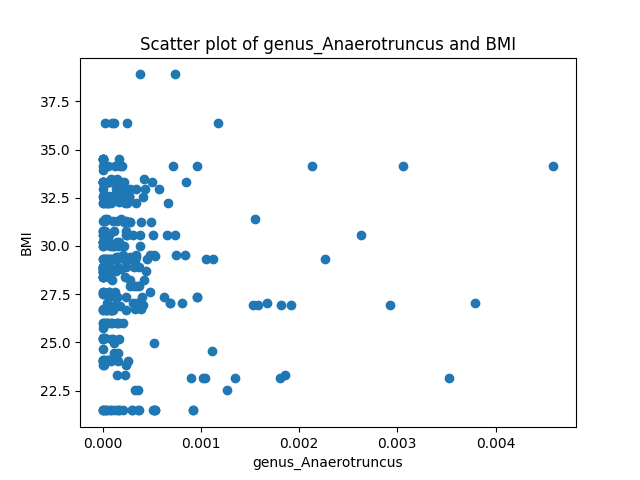 Scatter plot of genus_Anaerotruncus and BMI
BMI
37.5
35.0
32.5
30.0
27.5
25.0
22.5
0.000 0.001 0.002 0.003 0.004
genus_Anaerotruncus